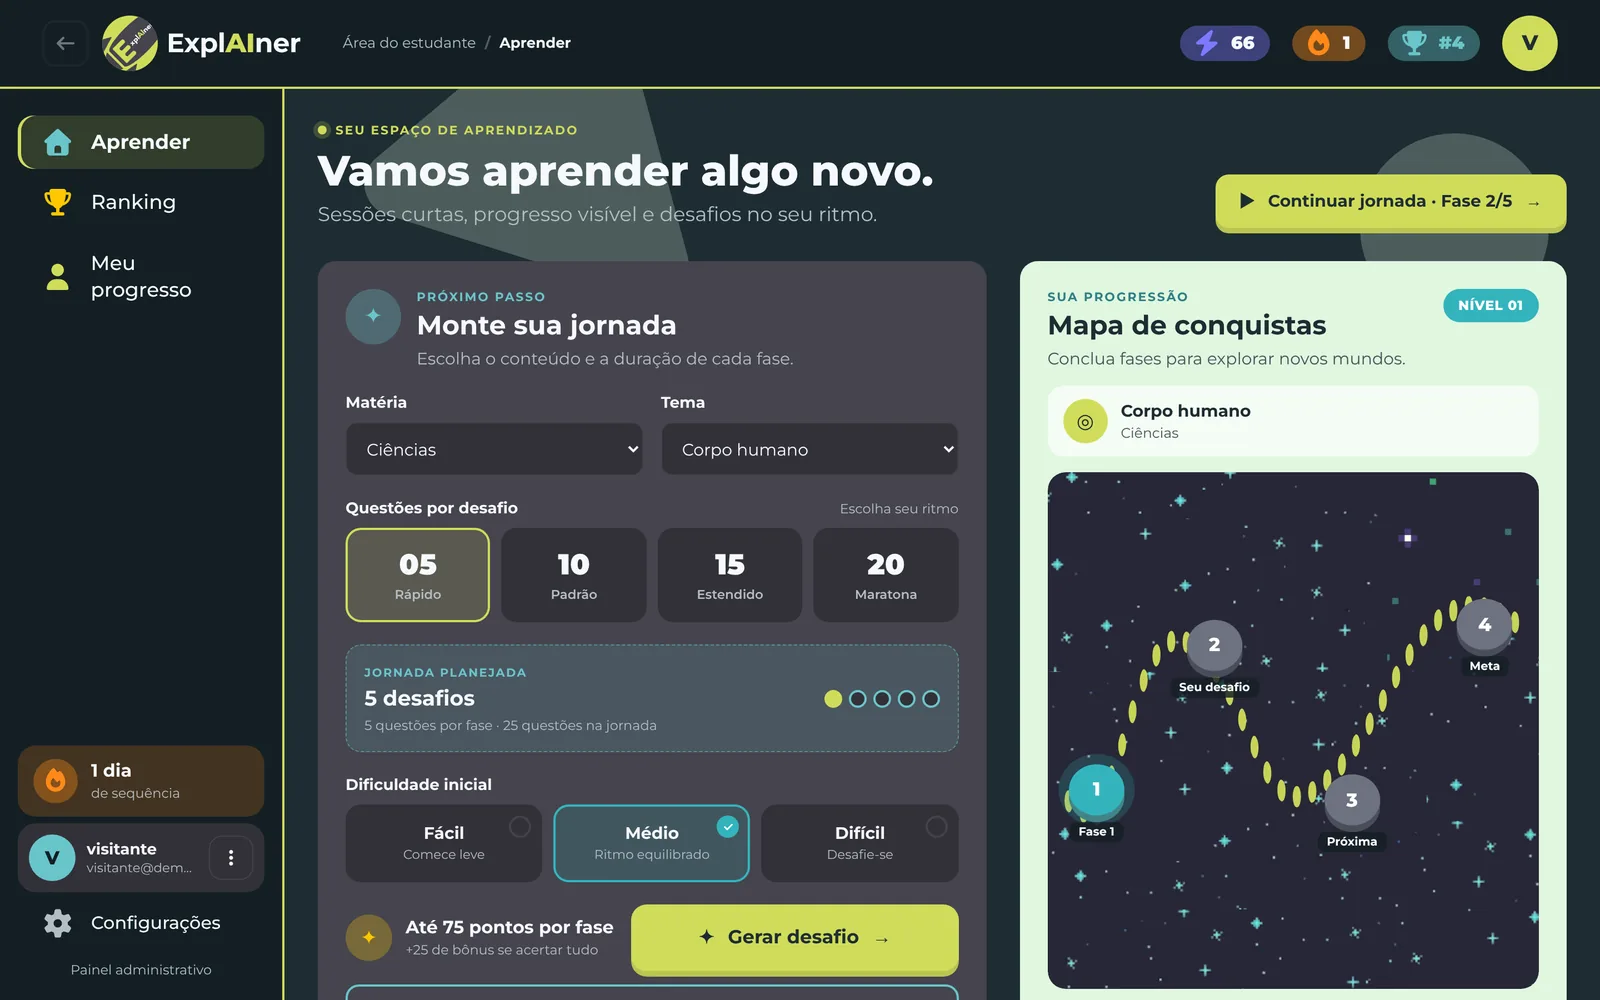 ExplAIner
Área do estudante / Aprender
66
1
#4
V
Aprender
Ranking
Meu
progresso
1 dia
de sequência
V
visitante
visitante@dem...
Configurações
Painel administrativo
SEU ESPAÇO DE APRENDIZADO
Vamos aprender algo novo.
Sessões curtas, progresso visível e desafios no seu ritmo.
Continuar jornada · Fase 2/5 →
PRÓXIMO PASSO
Monte sua jornada
Escolha o conteúdo e a duração de cada fase.
Matéria
Tema
Ciências
Corpo humano
Questões por desafio
Escolha seu ritmo
05
Rápido
10
Padrão
15
Estendido
20
Maratona
JORNADA PLANEJADA
5 desafios
5 questões por fase · 25 questões na jornada
Dificuldade inicial
Fácil
Comece leve
Médio
Ritmo equilibrado
Difícil
Desafie-se
Até 75 pontos por fase
+25 de bônus se acertar tudo
Gerar desafio →
SUA PROGRESSÃO
Mapa de conquistas
Conclua fases para explorar novos mundos.
NÍVEL 01
Corpo humano
Ciências
1
Fase 1
2
Seu desafio
3
Próxima
4
Meta